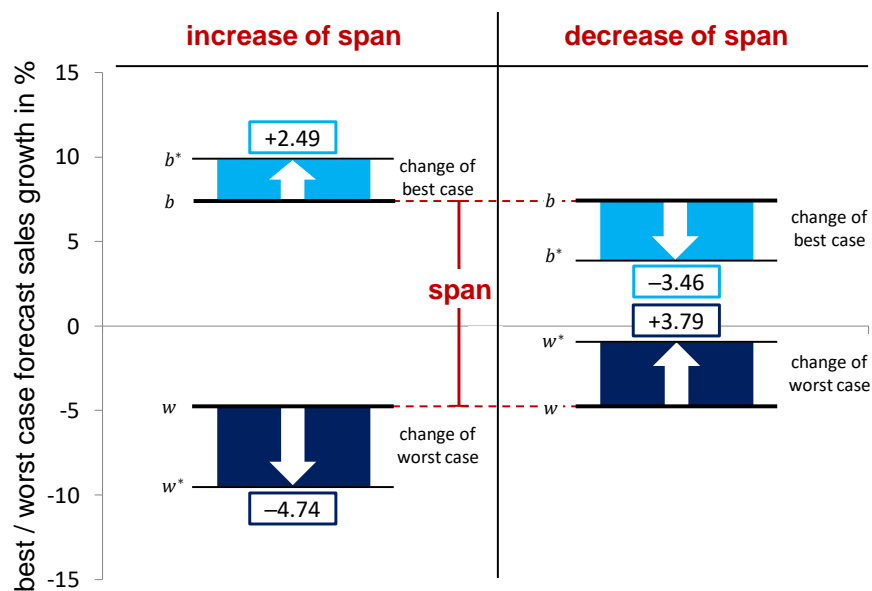 increase of span
decrease of span
best / worst case forecast sales growth in %
15
10
5
0
-5
-10
-15
+2.49
b*
b
change of
best case
span
w
w*
change of
worst case
–4.74
b
b*
change of
best case
–3.46
+3.79
w*
w
change of
worst case